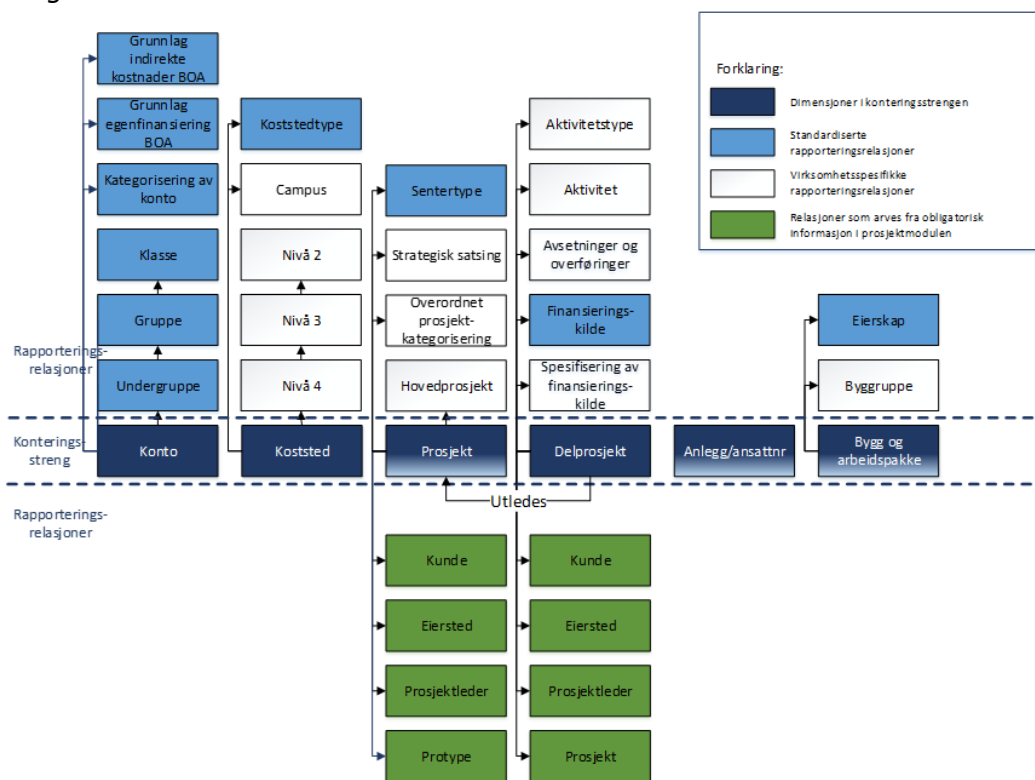 Grunnlag
indirekte
kostnader BOA
Grunnlag
egenfinansiering
BOA
Kategorisering av
konto
Klasse
Gruppe
Undergruppe
Konto
Koststedtype
Campus
Nivå 2
Nivå 3
Nivå 4
Koststed
Sentertype
Strategisk satsing
Overordnet
prosjekt-
kategorisering
Hovedprosjekt
Prosjekt
Aktivitetstype
Aktivitet
Avsetninger og
overføringer
Finansierings-
kilde
Spesifisering av
finansierings-
kilde
Delprosjekt
Anlegg/ansattnr
Eierskap
Byggruppe
Bygg og
arbeidspakke
Utledes
Kunde
Eiersted
Prosjektleder
Protype
Kunde
Eiersted
Prosjektleder
Prosjekt
Rapporterings-
relasjoner
Konterings-
streng
Rapporterings-
relasjoner
Forklaring:
Dimensjoner i konteringsstrengen
Standardiserte
rapporteringsrelasjoner
Virksomhetsspesifikke
rapporteringsrelasjoner
Relasjoner som arves fra obligatorisk
informasjon i prosjektmodulen